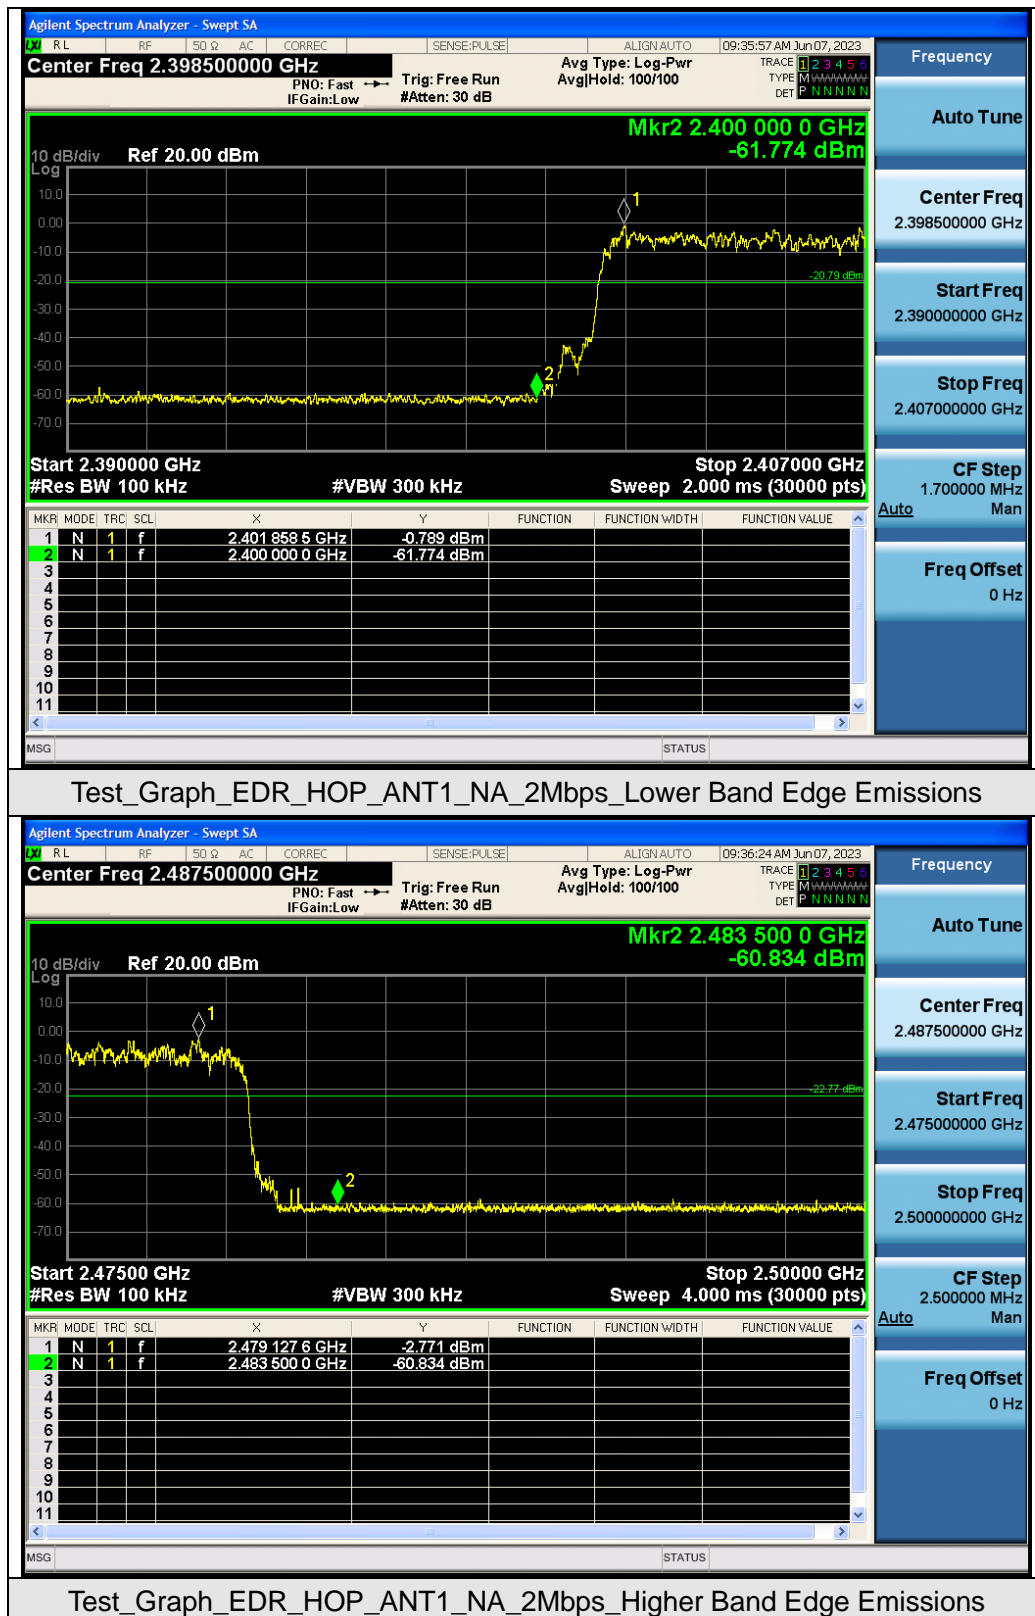 Agilent Spectrum Analyzer - Swept SA
LXI RL RF 50 Ω AC CORREC SENSE:PULSE ALIGN AUTO 09:35:57 AM Jun 07, 2023
Center Freq 2.398500000 GHz
PNO: Fast
IFGain:Low
Trig: Free Run
#Atten: 30 dB
Avg Type: Log-Pwr
Avg|Hold: 100/100
TRACE 1 2 3 4 5 6
TYPE M
DET P N N N N N
Mkr2 2.400 000 0 GHz
-61.774 dBm
10 dB/div Ref 20.00 dBm
Log
10.0
0.00
-10.0
-20.0
-30.0
-40.0
-50.0
-60.0
-70.0
1
-20.79 dBm
2
Start 2.390000 GHz Stop 2.407000 GHz
#Res BW 100 kHz #VBW 300 kHz Sweep 2.000 ms (30000 pts)
MKR MODE TRC SCL X Y FUNCTION FUNCTION WIDTH FUNCTION VALUE
1 N 1 f 2.401 858 5 GHz -0.789 dBm
2 N 1 f 2.400 000 0 GHz -61.774 dBm
3
4
5
6
7
8
9
10
11
MSG STATUS
Frequency
Auto Tune
Center Freq
2.398500000 GHz
Start Freq
2.390000000 GHz
Stop Freq
2.407000000 GHz
CF Step
1.700000 MHz
Auto Man
Freq Offset
0 Hz
Test_Graph_EDR_HOP_ANT1_NA_2Mbps_Lower Band Edge Emissions
Agilent Spectrum Analyzer - Swept SA
LXI RL RF 50 Ω AC CORREC SENSE:PULSE ALIGN AUTO 09:36:24 AM Jun 07, 2023
Center Freq 2.487500000 GHz
PNO: Fast
IFGain:Low
Trig: Free Run
#Atten: 30 dB
Avg Type: Log-Pwr
Avg|Hold: 100/100
TRACE 1 2 3 4 5 6
TYPE M
DET P N N N N N
Mkr2 2.483 500 0 GHz
-60.834 dBm
10 dB/div Ref 20.00 dBm
Log
10.0
0.00
-10.0
-20.0
-30.0
-40.0
-50.0
-60.0
-70.0
1
-22.77 dBm
2
Start 2.47500 GHz Stop 2.50000 GHz
#Res BW 100 kHz #VBW 300 kHz Sweep 4.000 ms (30000 pts)
MKR MODE TRC SCL X Y FUNCTION FUNCTION WIDTH FUNCTION VALUE
1 N 1 f 2.479 127 6 GHz -2.771 dBm
2 N 1 f 2.483 500 0 GHz -60.834 dBm
3
4
5
6
7
8
9
10
11
MSG STATUS
Frequency
Auto Tune
Center Freq
2.487500000 GHz
Start Freq
2.475000000 GHz
Stop Freq
2.500000000 GHz
CF Step
2.500000 MHz
Auto Man
Freq Offset
0 Hz
Test_Graph_EDR_HOP_ANT1_NA_2Mbps_Higher Band Edge Emissions